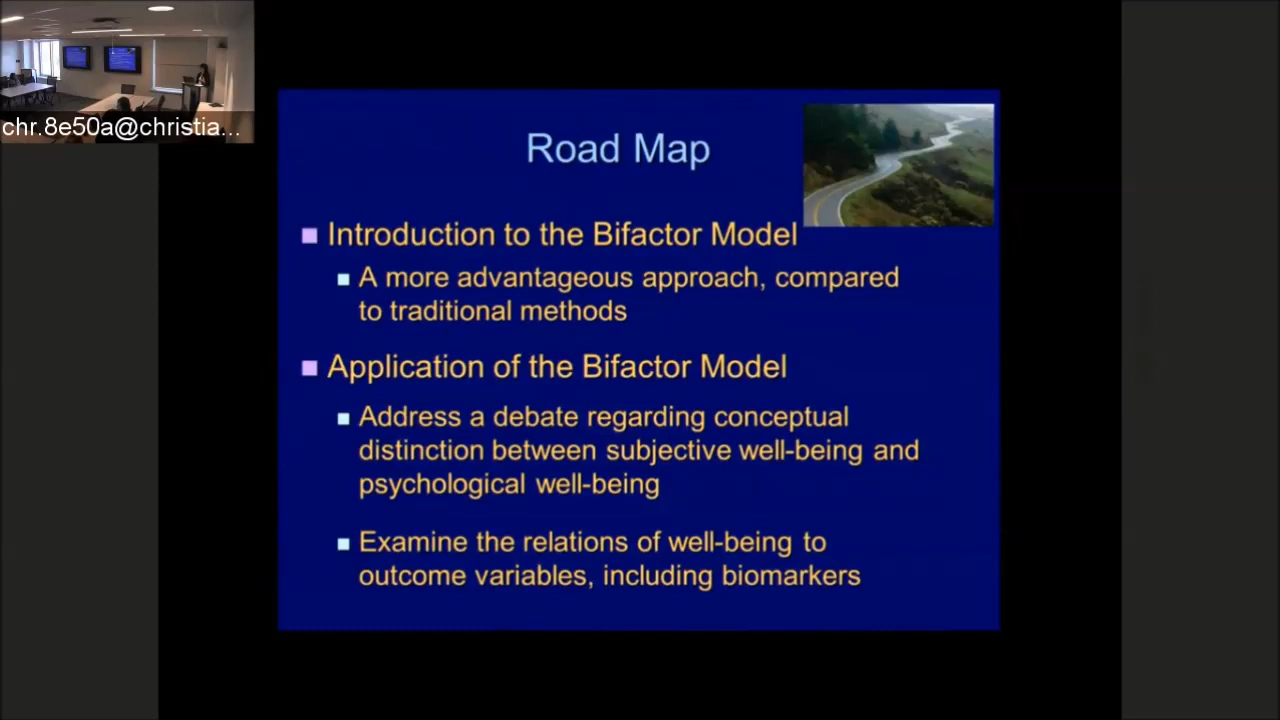 chr.8e50a@christia...
Road Map
Introduction to the Bifactor Model
A more advantageous approach, compared
to traditional methods
Application of the Bifactor Model
Address a debate regarding conceptual
distinction between subjective well-being and
psychological well-being
Examine the relations of well-being to
outcome variables, including biomarkers